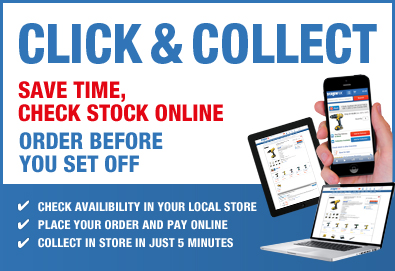 CLICK & COLLECT
SAVE TIME,
CHECK STOCK ONLINE
ORDER BEFORE
YOU SET OFF
✔ CHECK AVAILIBILITY IN YOUR LOCAL STORE
✔ PLACE YOUR ORDER AND PAY ONLINE
✔ COLLECT IN STORE IN JUST 5 MINUTES